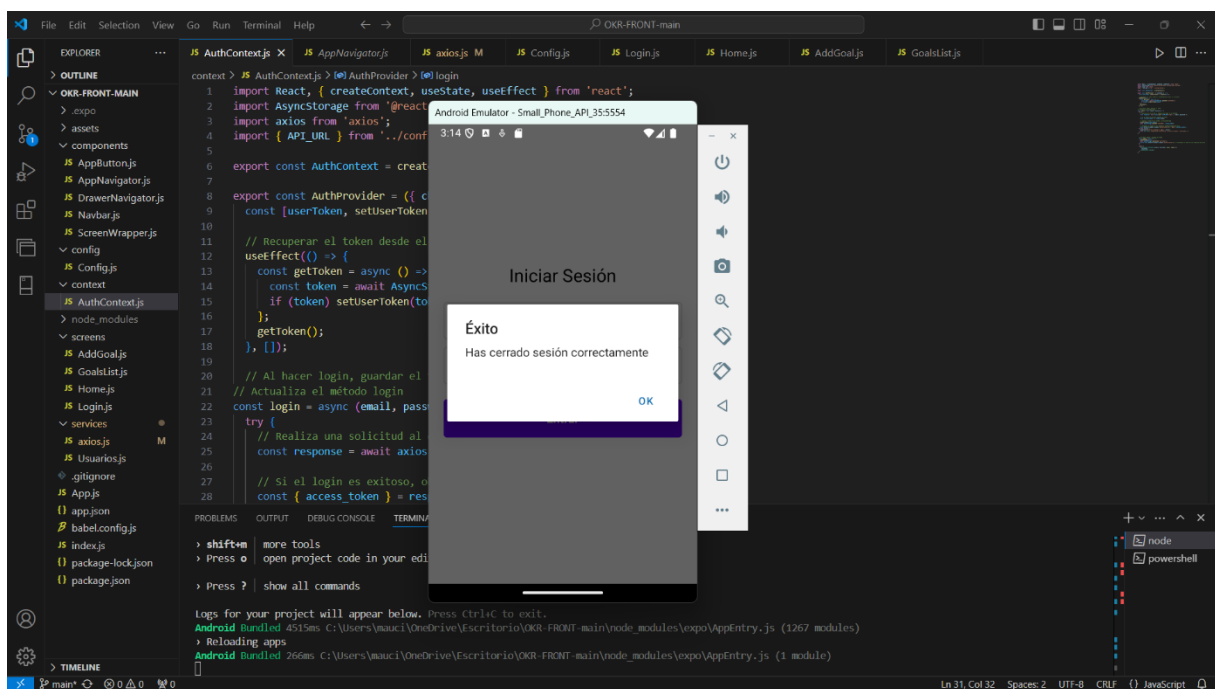 File Edit Selection View Go Run Terminal Help
OKR-FRONT-main
EXPLORER
OUTLINE
OKR-FRONT-MAIN
.expo
assets
components
JS AppButton.js
JS AppNavigator.js
JS DrawerNavigator.js
JS Navbar.js
JS ScreenWrapper.js
config
JS Config.js
context
JS AuthContext.js
node_modules
screens
JS AddGoal.js
JS GoalsList.js
JS Home.js
JS Login.js
services
JS axios.js M
JS Usuarios.js
.gitignore
JS App.js
{} app.json
babel.config.js
JS index.js
{} package-lock.json
{} package.json
TIMELINE
JS AuthContext.js JS AppNavigator.js JS axios.js M JS Config.js JS Login.js JS Home.js JS AddGoal.js JS GoalsList.js
context > JS AuthContext.js > AuthProvider > login
1 import React, { createContext, useState, useEffect } from 'react';
2 import AsyncStorage from '@react
3 import axios from 'axios';
4 import { API_URL } from '../conf
5
6 export const AuthContext = creat
7
8 export const AuthProvider = ({ c
9 const [userToken, setUserToken
10
11 // Recuperar el token desde el
12 useEffect(() => {
13 const getToken = async () =>
14 const token = await AsyncS
15 if (token) setUserToken(to
16 };
17 getToken();
18 }, []);
19
20 // Al hacer login, guardar el
21 // Actualiza el método login
22 const login = async (email, pass
23 try {
24 // Realiza una solicitud al
25 const response = await axios
26
27 // Si el login es exitoso, o
28 const { access_token } = res
Android Emulator - Small_Phone_API_35:5554
3:14
Iniciar Sesión
Éxito
Has cerrado sesión correctamente
OK
PROBLEMS OUTPUT DEBUG CONSOLE TERMINA
› shift+m | more tools
› Press o | open project code in your edi
› Press ? | show all commands
Logs for your project will appear below. Press Ctrl+C to exit.
Android Bundled 4515ms C:\Users\mauci\OneDrive\Escritorio\OKR-FRONT-main\node_modules\expo\AppEntry.js (1267 modules)
› Reloading apps
Android Bundled 266ms C:\Users\mauci\OneDrive\Escritorio\OKR-FRONT-main\node_modules\expo\AppEntry.js (1 module)
node
powershell
main* 0 0 0
Ln 31, Col 32 Spaces: 2 UTF-8 CRLF {} JavaScript